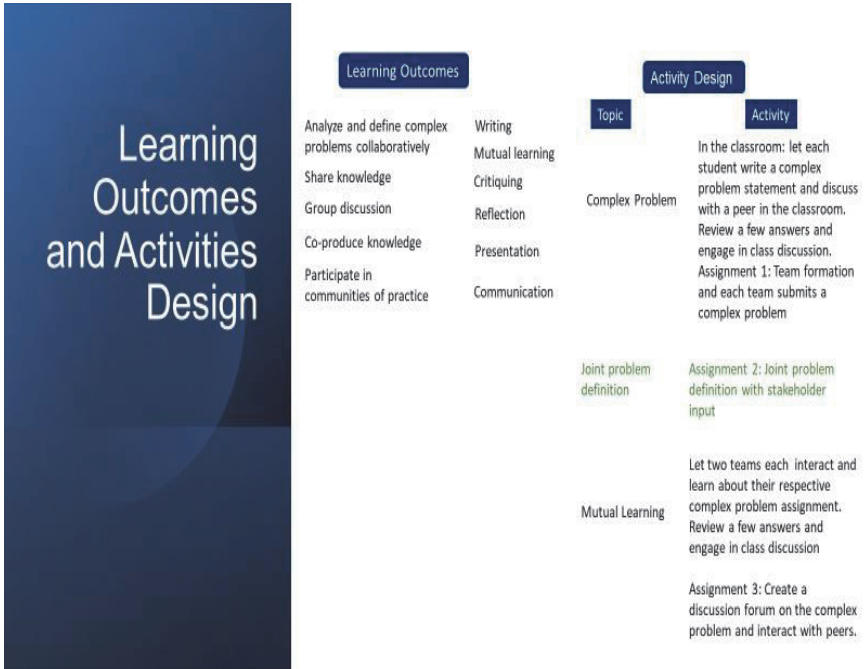 Learning
Outcomes
and Activities
Design
Learning Outcomes
Analyze and define complex
problems collaboratively
Share knowledge
Group discussion
Co-produce knowledge
Participate in
communities of practice
Writing
Mutual learning
Critiquing
Reflection
Presentation
Communication
Activity Design
Topic
Activity
Complex Problem
In the classroom: let each
student write a complex
problem statement and discuss
with a peer in the classroom.
Review a few answers and
engage in class discussion.
Assignment 1: Team formation
and each team submits a
complex problem
Joint problem
definition
Assignment 2: Joint problem
definition with stakeholder
input
Mutual Learning
Let two teams each interact and
learn about their respective
complex problem assignment.
Review a few answers and
engage in class discussion
Assignment 3: Create a
discussion forum on the complex
problem and interact with peers.